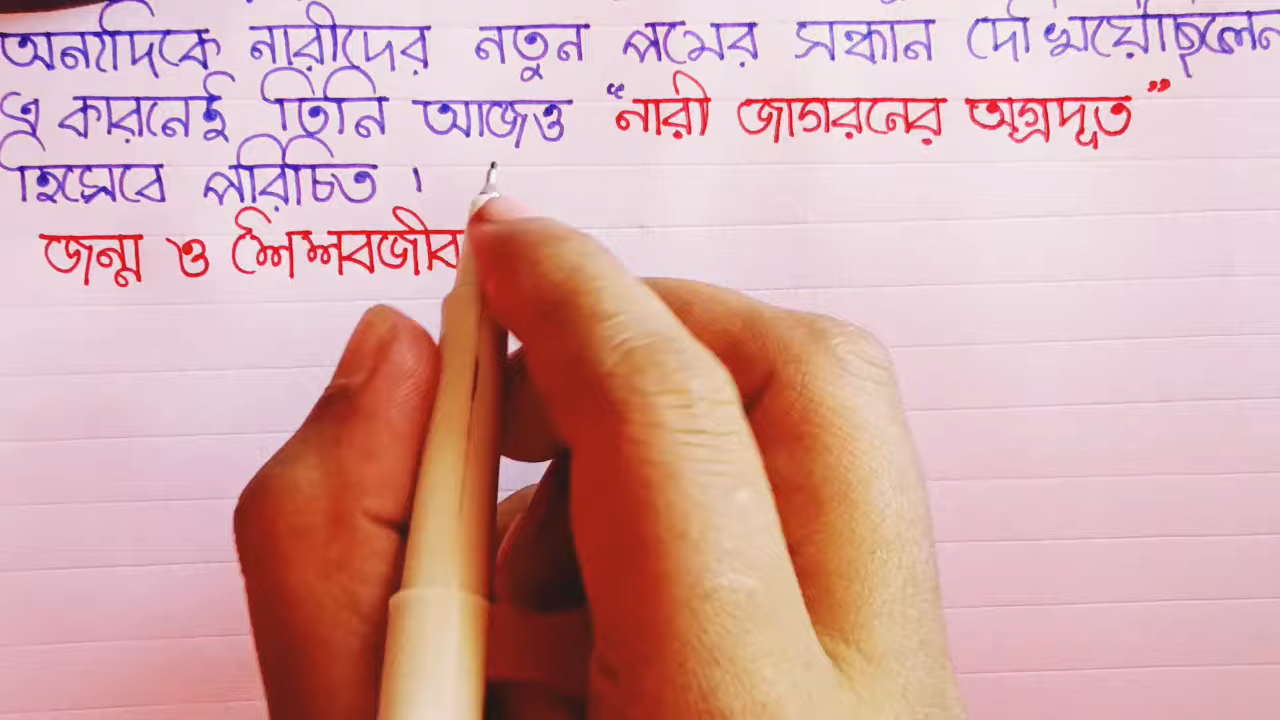 অন্যদিকে নারীদের নতুন পথের সন্ধান দেখিয়েছিলেন
এ কারনেই তিনি আজও "নারী জাগরনের অগ্রদূত"
হিসেবে পরিচিত ।
জন্ম ও শৈশবজীব